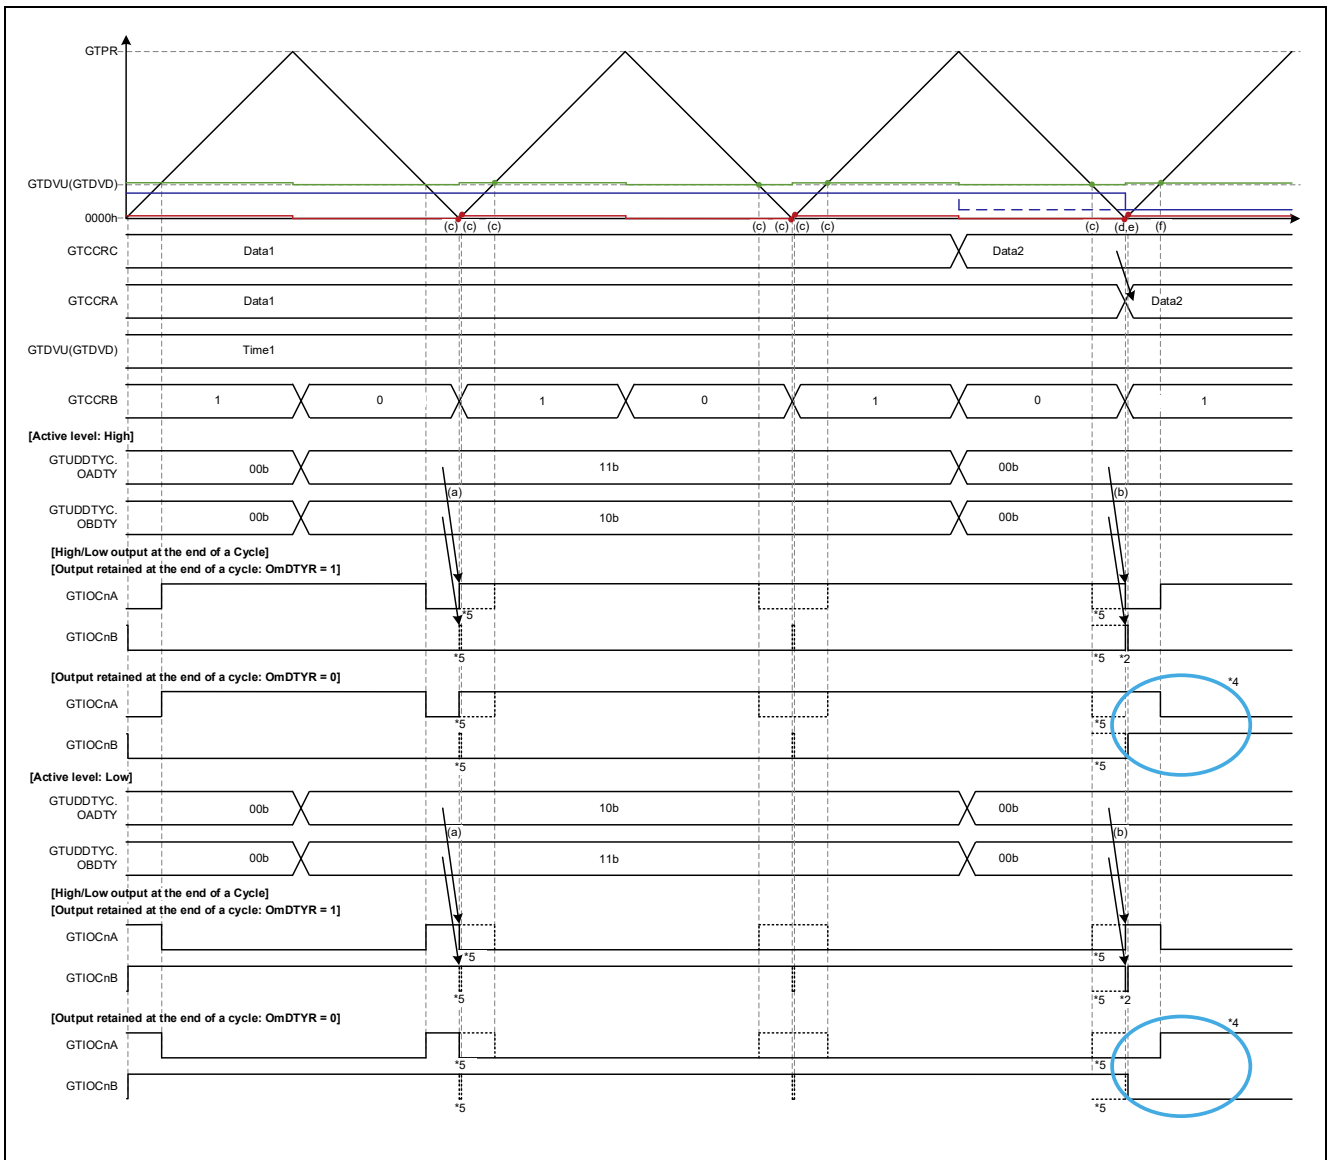 GTPR
GTDVU(GTDVD)
0000h
(c) (c) (c) (c) (c) (c) (c) (c) (d,e) (f)
GTCCRC Data1 Data2
GTCCRA Data1 Data2
GTDVU(GTDVD) Time1
GTCCRB 1 0 1 0 1 0 1
[Active level: High]
GTUDDTYC.
OADTY 00b 11b 00b
(a) (b)
GTUDDTYC.
OBDTY 00b 10b 00b
[High/Low output at the end of a Cycle]
[Output retained at the end of a cycle: OmDTYR = 1]
GTIOCnA
*5 *5
GTIOCnB
*5 *5 *2
[Output retained at the end of a cycle: OmDTYR = 0]
*4
GTIOCnA
*5 *5
GTIOCnB
*5 *5
[Active level: Low]
GTUDDTYC.
OADTY 00b 10b 00b
(a) (b)
GTUDDTYC.
OBDTY 00b 11b 00b
[High/Low output at the end of a Cycle]
[Output retained at the end of a cycle: OmDTYR = 1]
GTIOCnA
*5 *5
GTIOCnB
*5 *5 *2
[Output retained at the end of a cycle: OmDTYR = 0]
*4
GTIOCnA
*5 *5
GTIOCnB
*5 *5